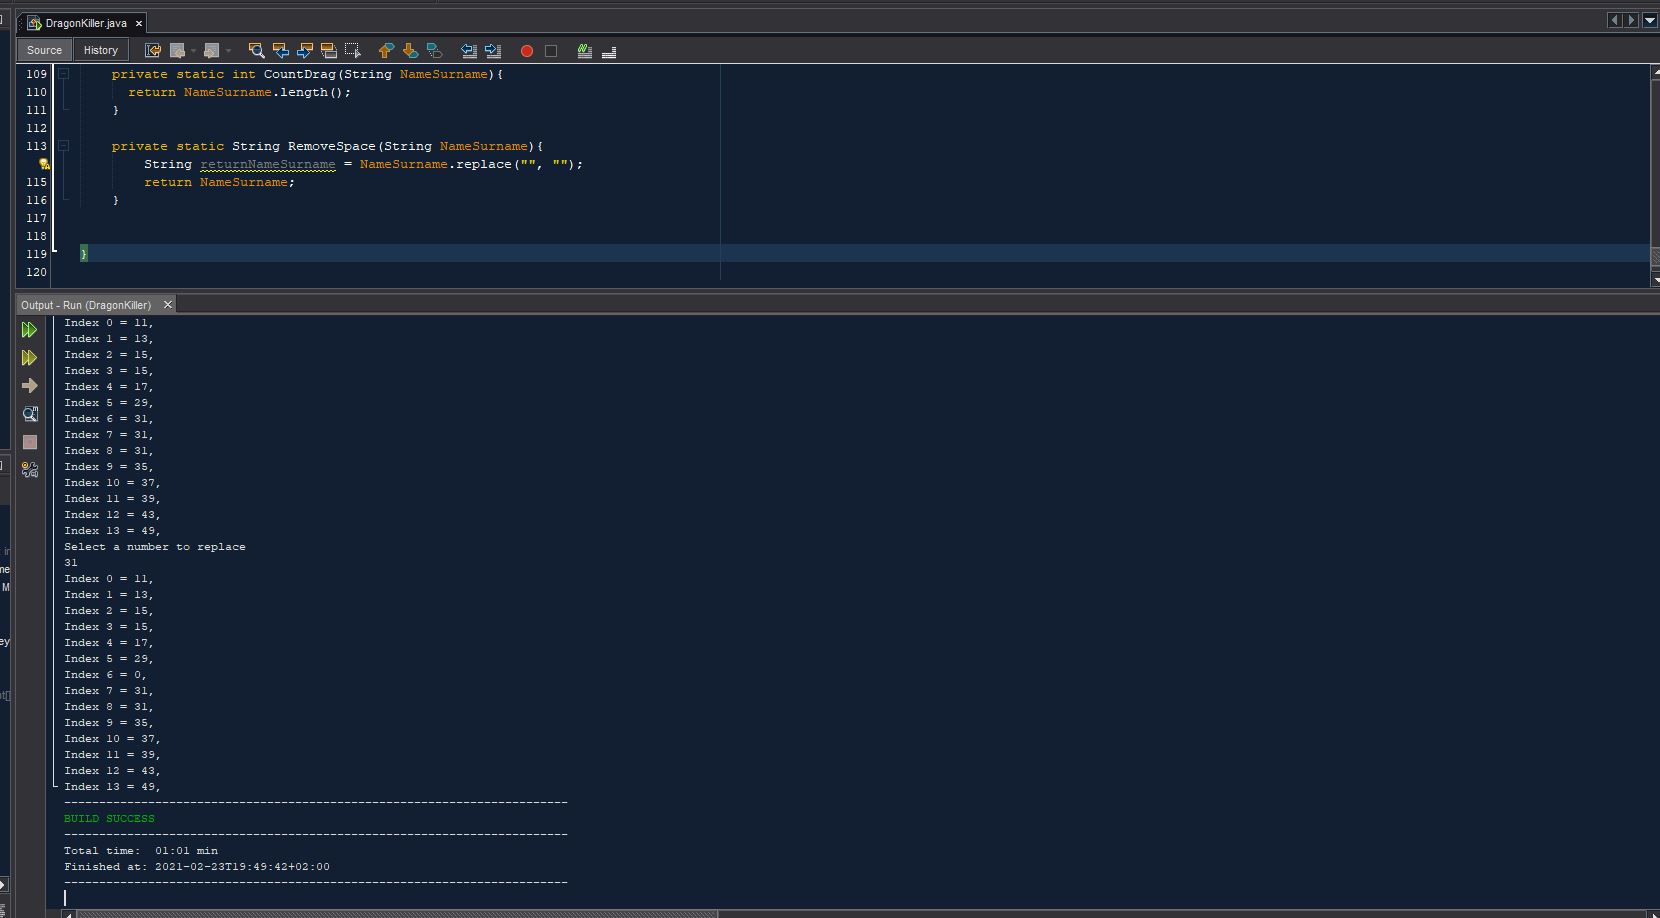 DragonKiller.java
Source History
109 private static int CountDrag(String NameSurname){
110 return NameSurname.length();
111 }
112
113 private static String RemoveSpace(String NameSurname){
String returnNameSurname = NameSurname.replace("", "");
115 return NameSurname;
116 }
117
118
119 }
120
Output - Run (DragonKiller)
Index 0 = 11,
Index 1 = 13,
Index 2 = 15,
Index 3 = 15,
Index 4 = 17,
Index 5 = 29,
Index 6 = 31,
Index 7 = 31,
Index 8 = 31,
Index 9 = 35,
Index 10 = 37,
Index 11 = 39,
Index 12 = 43,
Index 13 = 49,
Select a number to replace
31
Index 0 = 11,
Index 1 = 13,
Index 2 = 15,
Index 3 = 15,
Index 4 = 17,
Index 5 = 29,
Index 6 = 0,
Index 7 = 31,
Index 8 = 31,
Index 9 = 35,
Index 10 = 37,
Index 11 = 39,
Index 12 = 43,
Index 13 = 49,
------------------------------------------------------------------------
BUILD SUCCESS
------------------------------------------------------------------------
Total time: 01:01 min
Finished at: 2021-02-23T19:49:42+02:00
------------------------------------------------------------------------